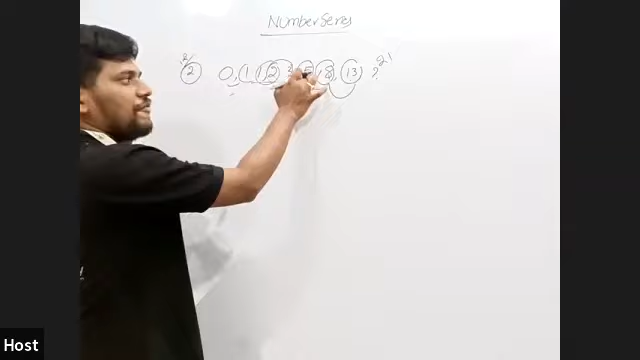 Number Series
2 0, 1, 1, 2, 3, 5, 8, 13, ? 21
Host